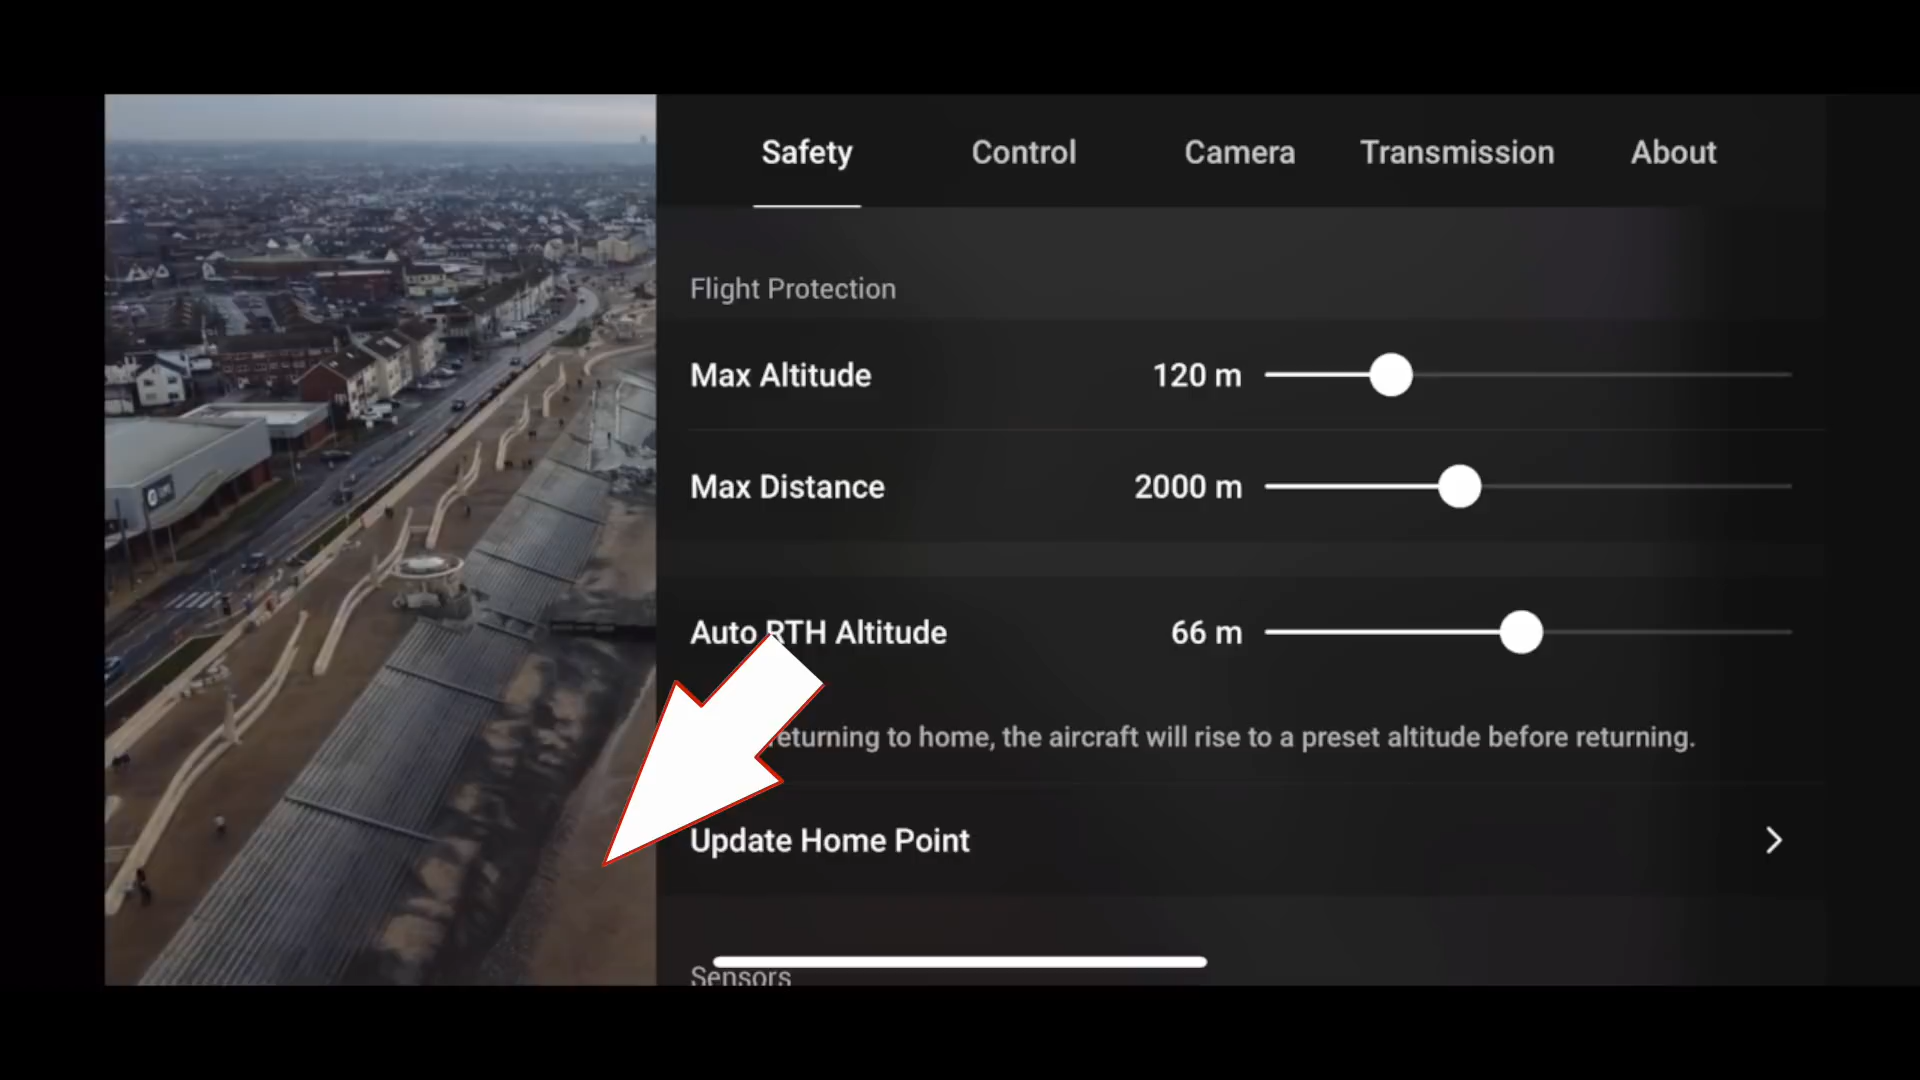 Safety Control Camera Transmission About
Flight Protection
Max Altitude 120 m
Max Distance 2000 m
Auto RTH Altitude 66 m
returning to home, the aircraft will rise to a preset altitude before returning.
Update Home Point
Sensors